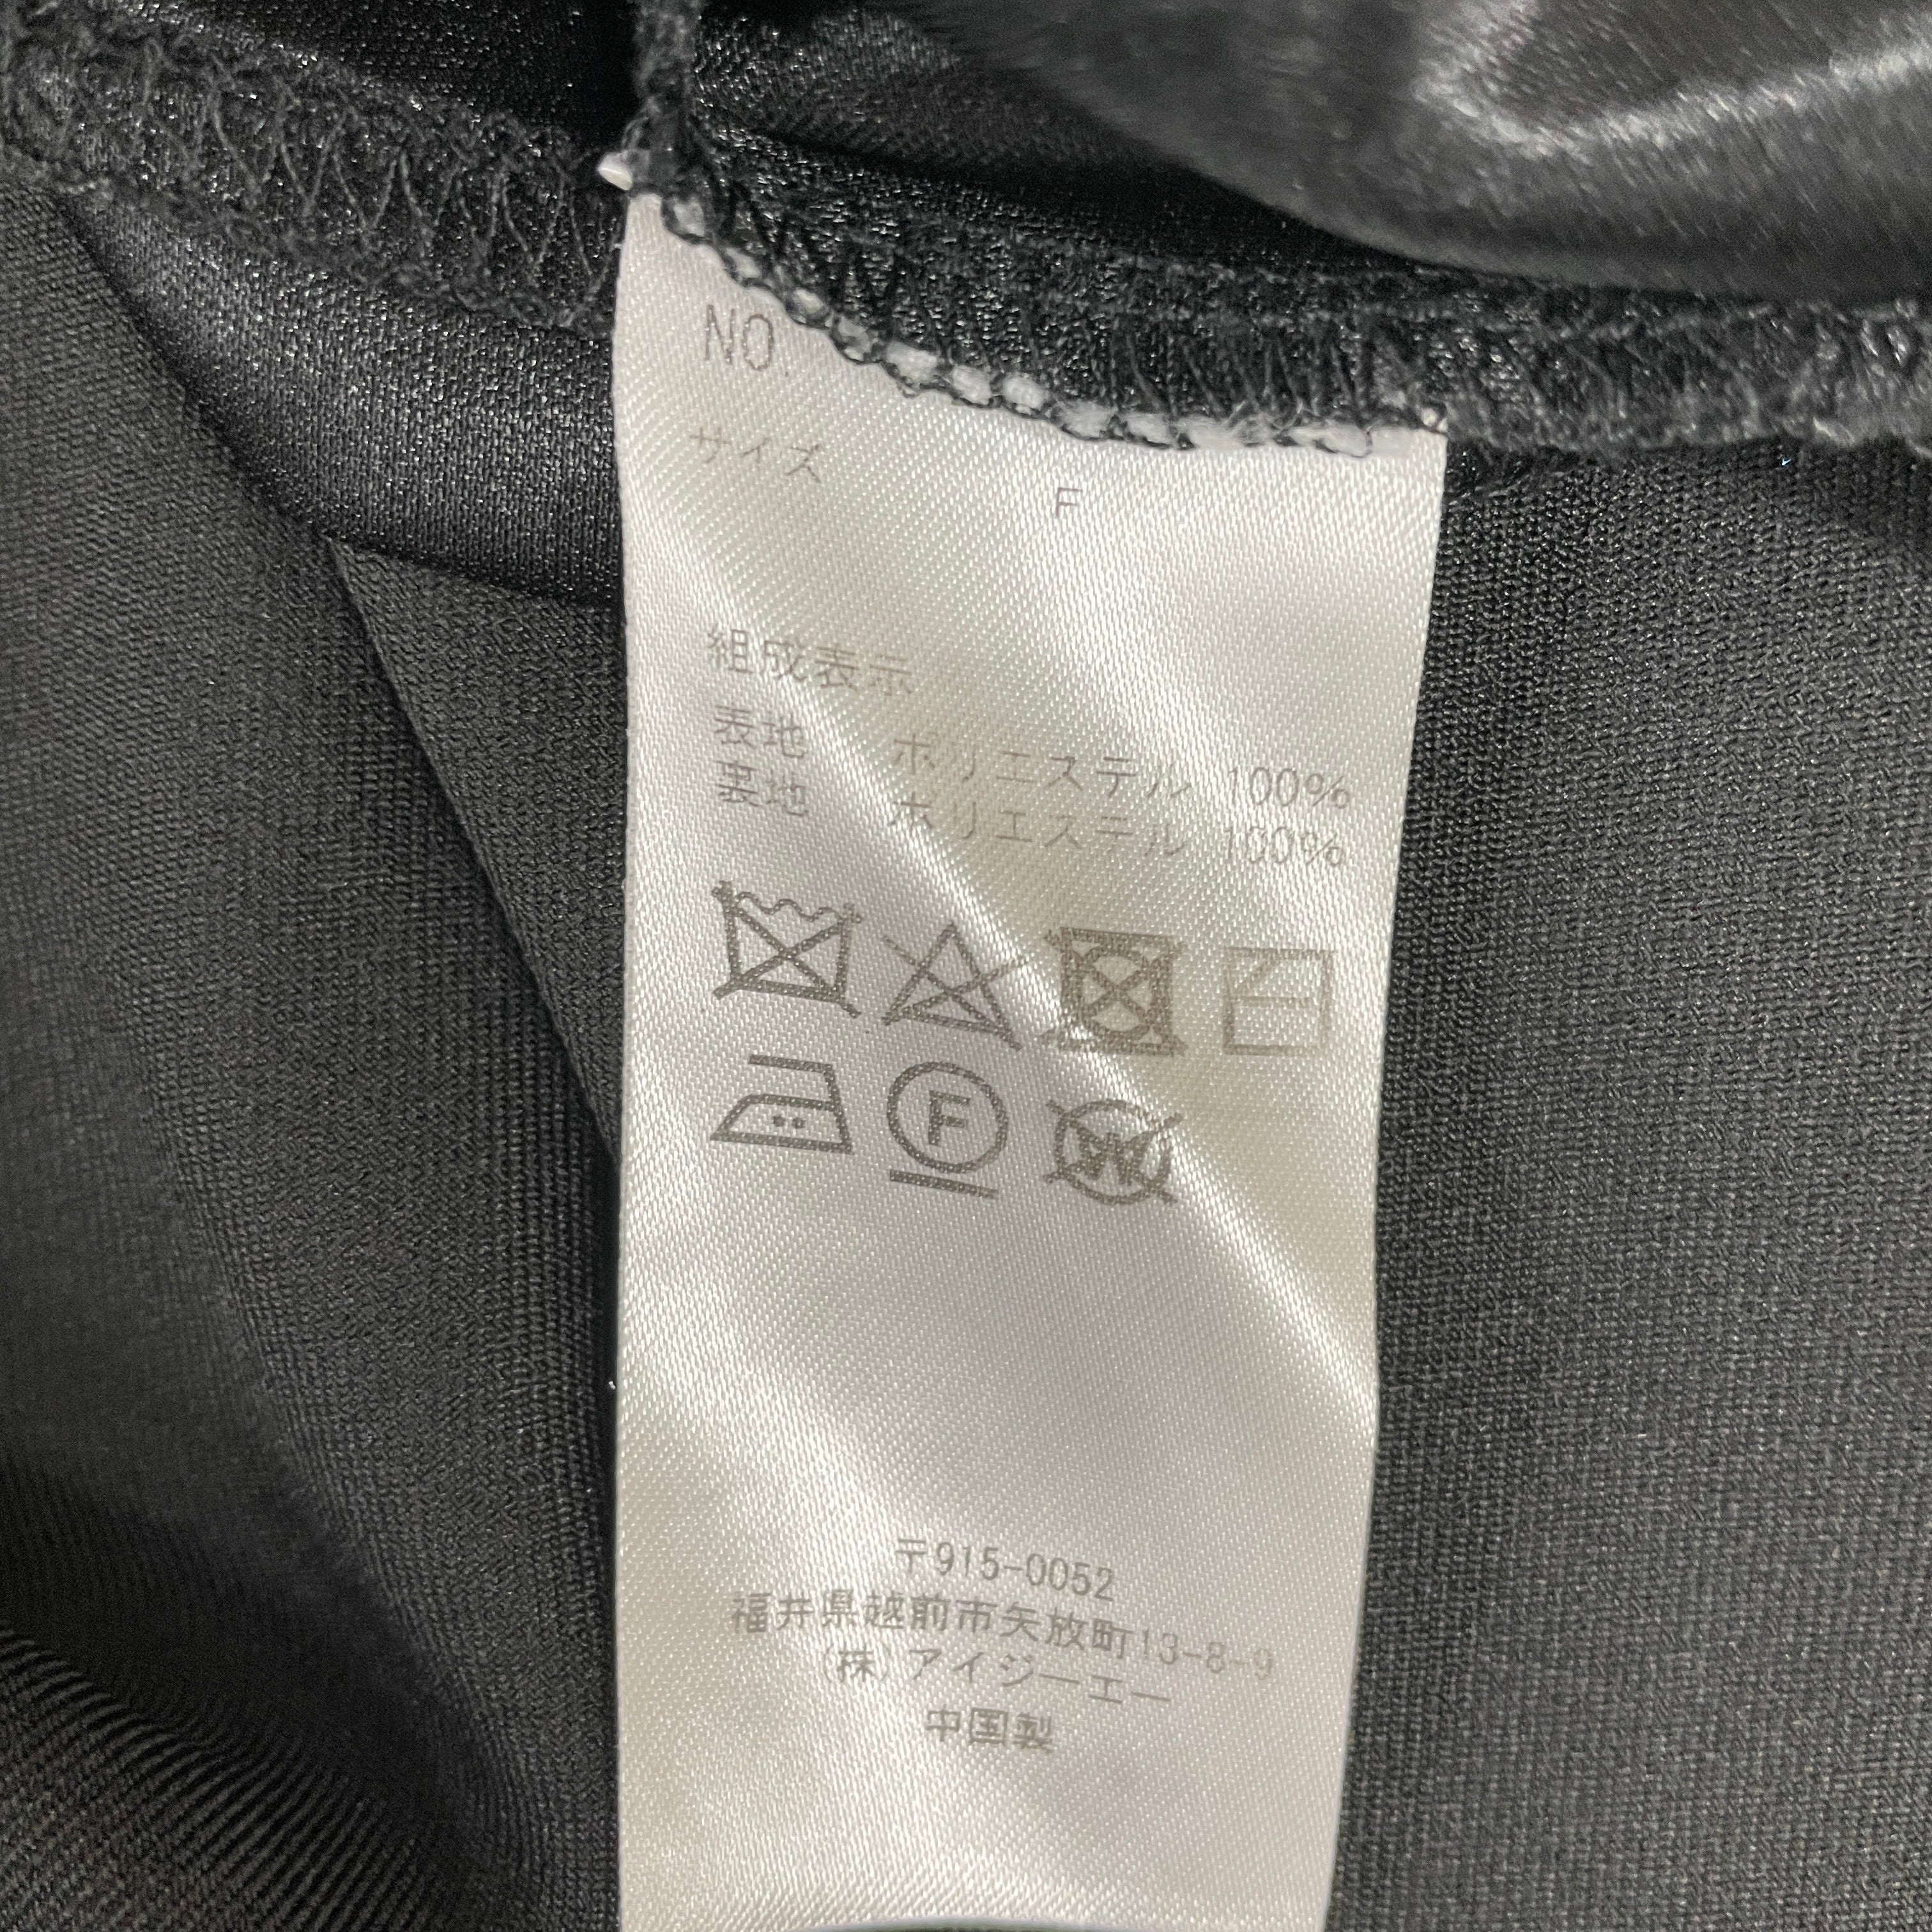 NO.
サイズ F
組成表示
表地 ポリエステル 100%
裏地 ポリエステル 100%
F
W
〒915-0052
福井県越前市矢放町13-8-9
(株)アイジーエー
中国製